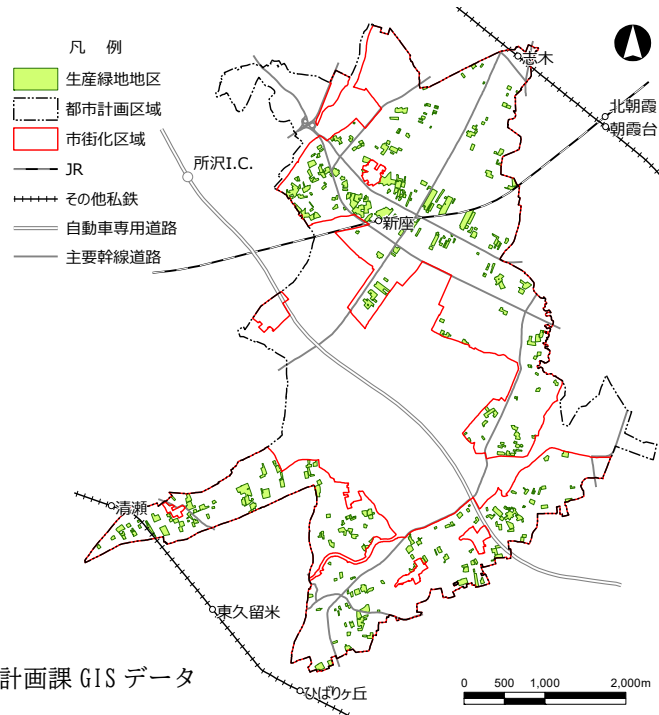 凡 例
生産緑地地区
都市計画区域
市街化区域
JR
その他私鉄
自動車専用道路
主要幹線道路
志木
北朝霞
朝霞台
所沢I.C.
新座
清瀬
東久留米
ひばりヶ丘
計画課 GIS データ
0 500 1,000 2,000m